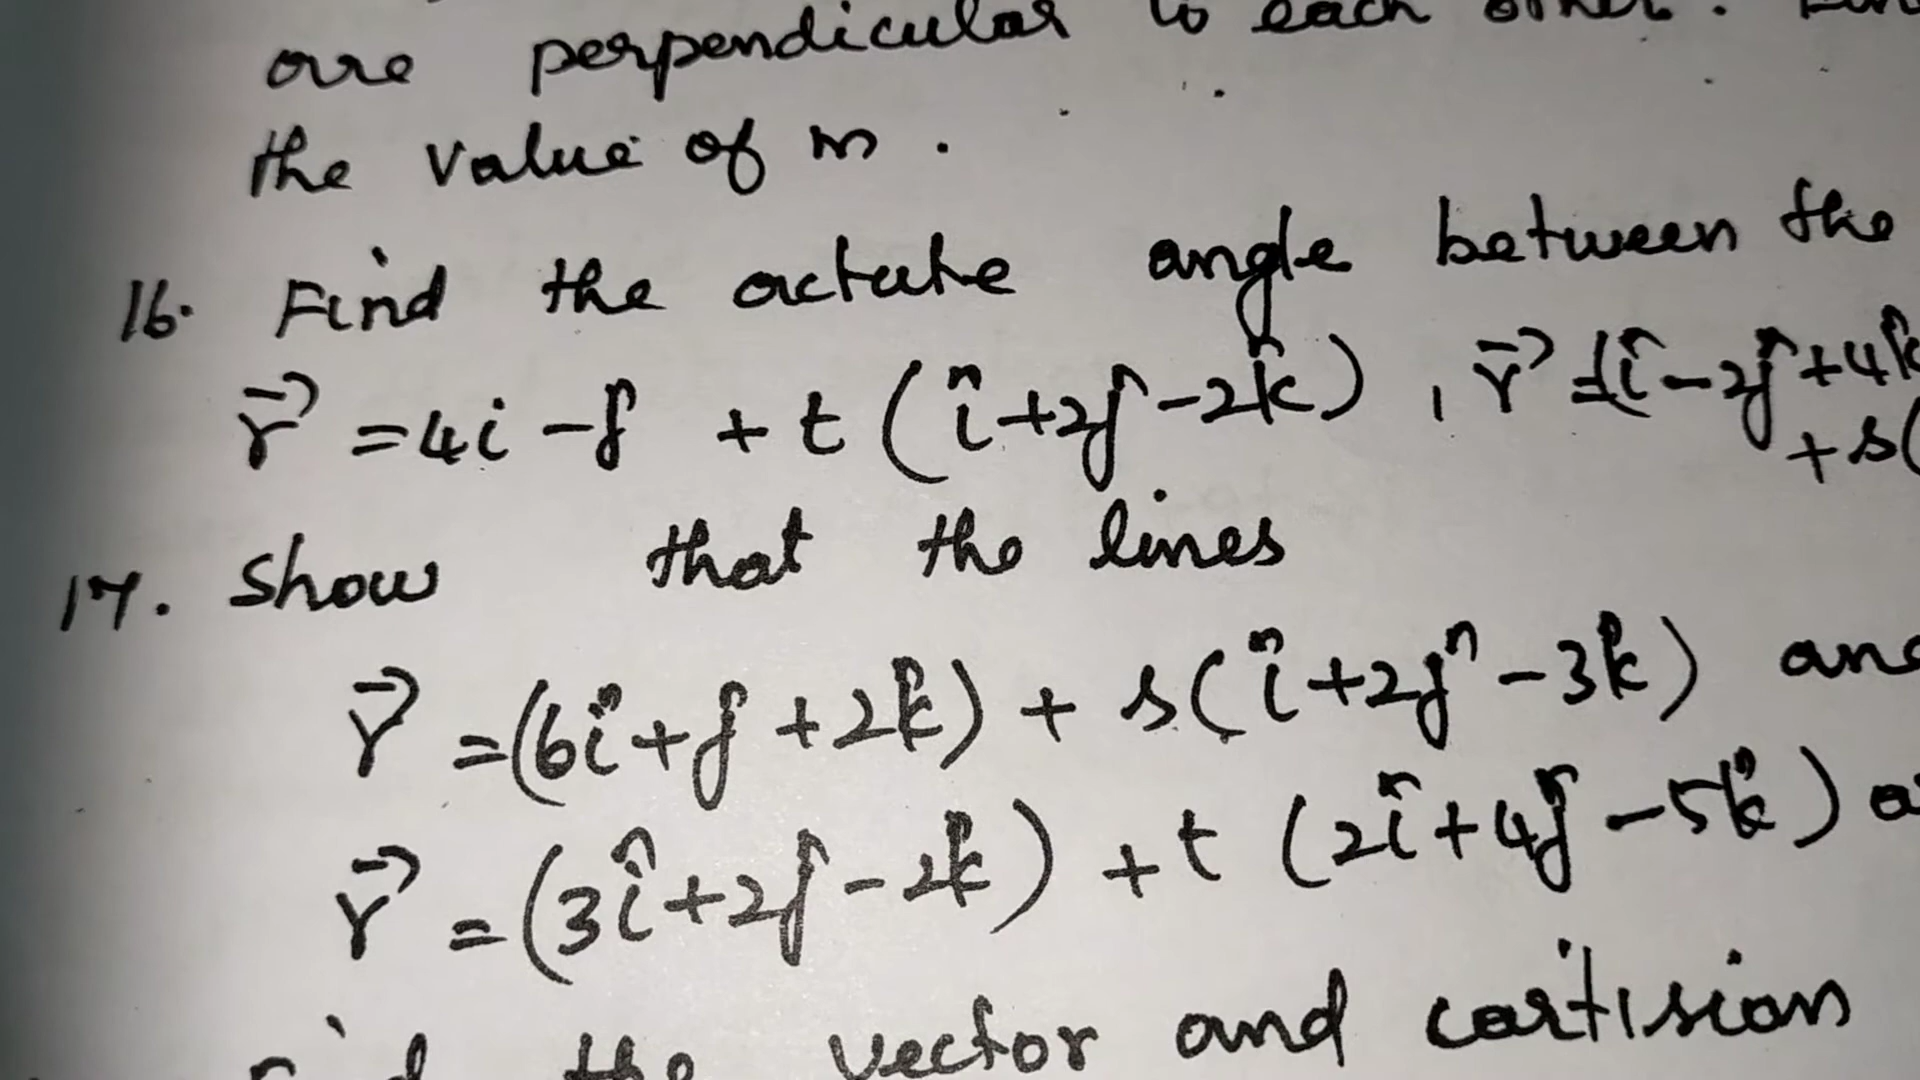 are perpendicular to each other.
the value of m.
16. Find the actute angle between the
r⃗ = 4i - ĵ + t (î + 2ĵ - 2k̂), r⃗ = î - 2ĵ + 4k
+ s(
17. Show that the lines
r⃗ = (6î + ĵ + 2k̂) + s(î + 2ĵ - 3k̂) and
r⃗ = (3î + 2ĵ - 2k̂) + t (2î + 4ĵ - 5k̂)
the vector and cartision